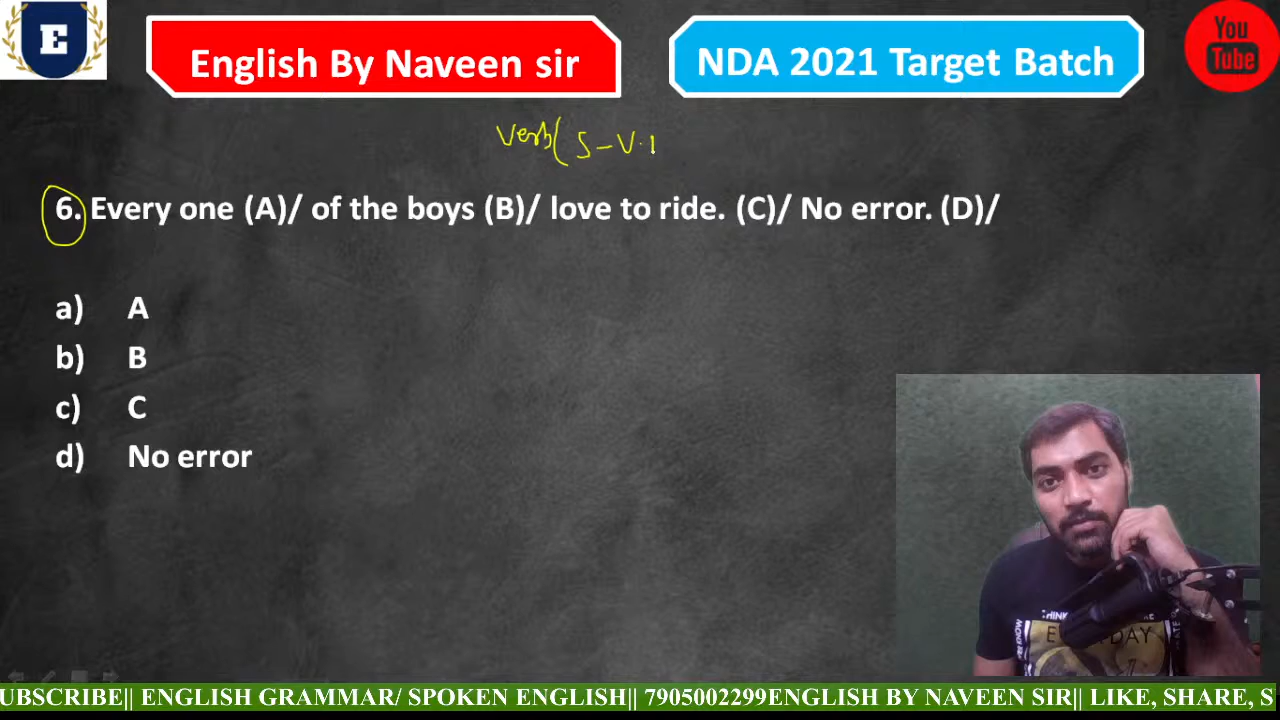 E
English By Naveen sir
NDA 2021 Target Batch
You
Tube
Verb( S-V.
6. Every one (A)/ of the boys (B)/ love to ride. (C)/ No error. (D)/
a) A
b) B
c) C
d) No error
UBSCRIBE|| ENGLISH GRAMMAR/ SPOKEN ENGLISH|| 7905002299ENGLISH BY NAVEEN SIR|| LIKE, SHARE, S